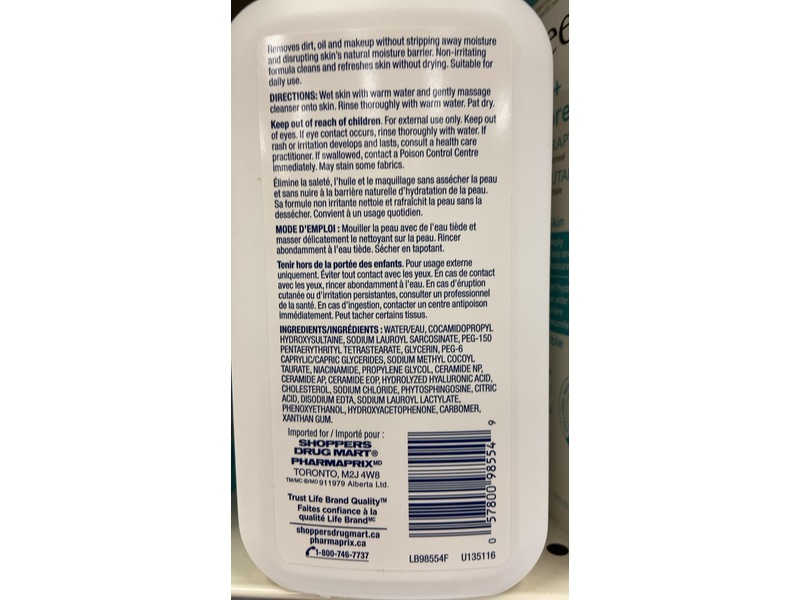 Removes dirt, oil and makeup without stripping away moisture
and disrupting skin's natural moisture barrier. Non-irritating
formula cleans and refreshes skin without drying. Suitable for
daily use.
DIRECTIONS: Wet skin with warm water and gently massage
cleanser onto skin. Rinse thoroughly with warm water. Pat dry.
Keep out of reach of children. For external use only. Keep out
of eyes. If eye contact occurs, rinse thoroughly with water. If
rash or irritation develops and lasts, consult a health care
practitioner. If swallowed, contact a Poison Control Centre
immediately. May stain some fabrics.
Élimine la saleté, l'huile et le maquillage sans assécher la peau
et sans nuire à la barrière naturelle d'hydratation de la peau.
Sa formule non irritante nettoie et rafraîchit la peau sans la
dessécher. Convient à un usage quotidien.
MODE D'EMPLOI : Mouiller la peau avec de l'eau tiède et
masser délicatement le nettoyant sur la peau. Rincer
abondamment à l'eau tiède. Sécher en tapotant.
Tenir hors de la portée des enfants. Pour usage externe
uniquement. Éviter tout contact avec les yeux. En cas de contact
avec les yeux, rincer abondamment à l'eau. En cas d'éruption
cutanée ou d'irritation persistantes, consulter un professionnel
de la santé. En cas d'ingestion, contacter un centre antipoison
immédiatement. Peut tacher certains tissus.
INGREDIENTS/INGRÉDIENTS : WATER/EAU, COCAMIDOPROPYL
HYDROXYSULTAINE, SODIUM LAUROYL SARCOSINATE, PEG-150
PENTAERYTHRITYL TETRASTEARATE, GLYCERIN, PEG-6
CAPRYLIC/CAPRIC GLYCERIDES, SODIUM METHYL COCOYL
TAURATE, NIACINAMIDE, PROPYLENE GLYCOL, CERAMIDE NP,
CERAMIDE AP, CERAMIDE EOP, HYDROLYZED HYALURONIC ACID,
CHOLESTEROL, SODIUM CHLORIDE, PHYTOSPHINGOSINE, CITRIC
ACID, DISODIUM EDTA, SODIUM LAUROYL LACTYLATE,
PHENOXYETHANOL, HYDROXYACETOPHENONE, CARBOMER,
XANTHAN GUM.
Imported for / Importé pour :
SHOPPERS
DRUG MART®
PHARMAPRIX MD
TORONTO, M2J 4W8
TM/MC ®/MD 911979 Alberta Ltd.
Trust Life Brand Quality™
Faites confiance à la
qualité Life Brand MC
shoppersdrugmart.ca
pharmaprix.ca
1-800-746-7737
0 57800 98554 9
LB98554F U135116